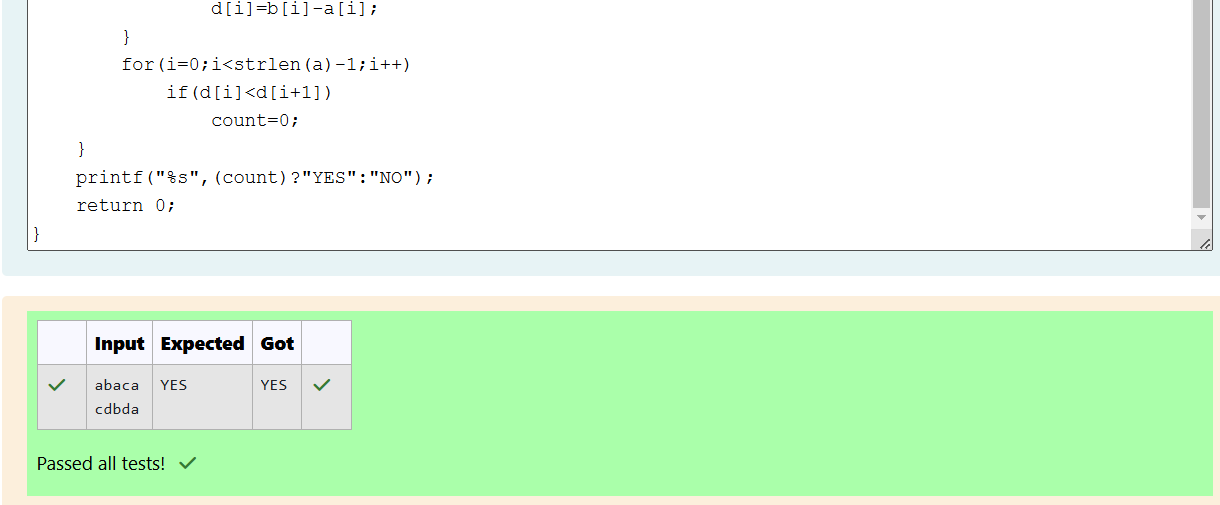 d[i]=b[i]-a[i];
        }
        for(i=0;i<strlen(a)-1;i++)
            if(d[i]<d[i+1])
                count=0;
    }
    printf("%s",(count)?"YES":"NO");
    return 0;
}
Input Expected Got
abaca YES YES
cdbda
Passed all tests!